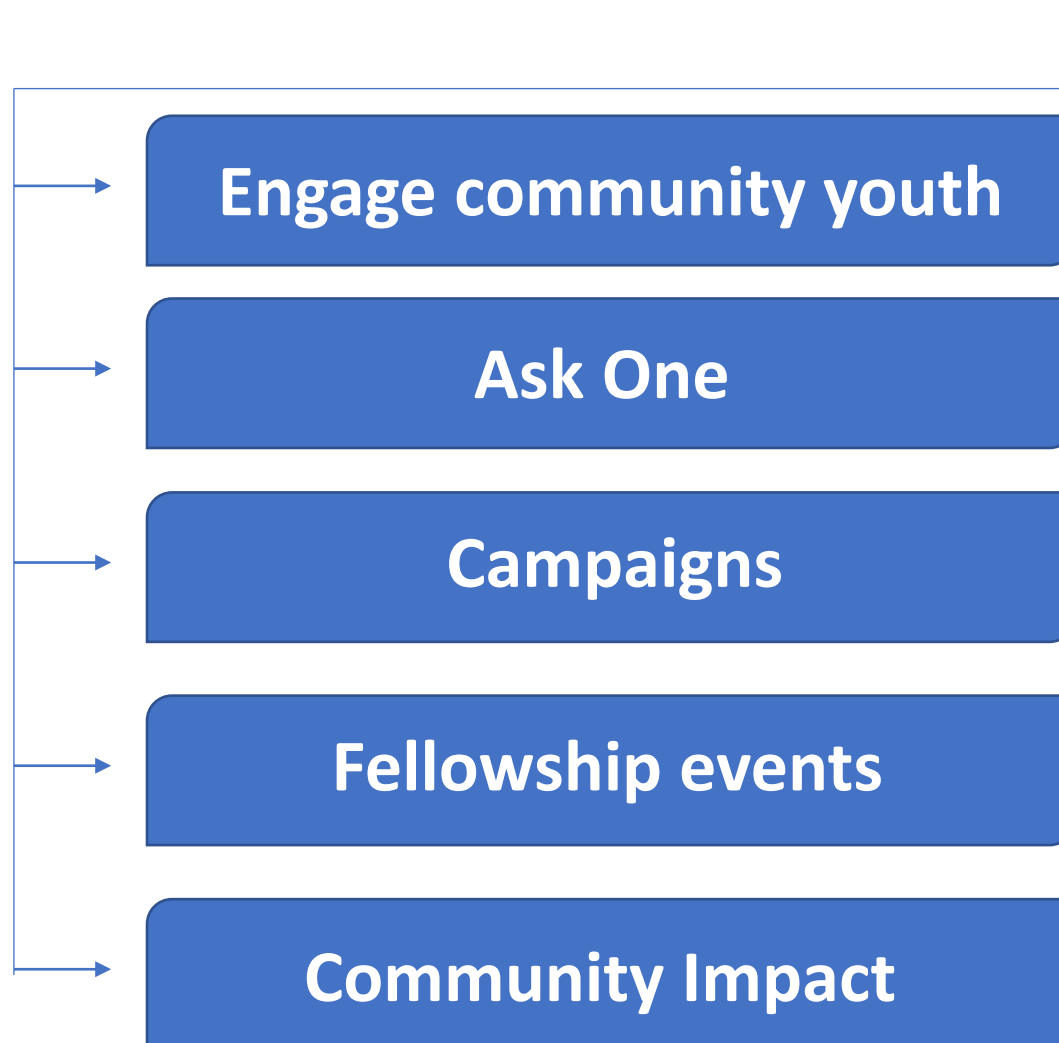 Engage community youth
Ask One
Campaigns
Fellowship events
Community Impact